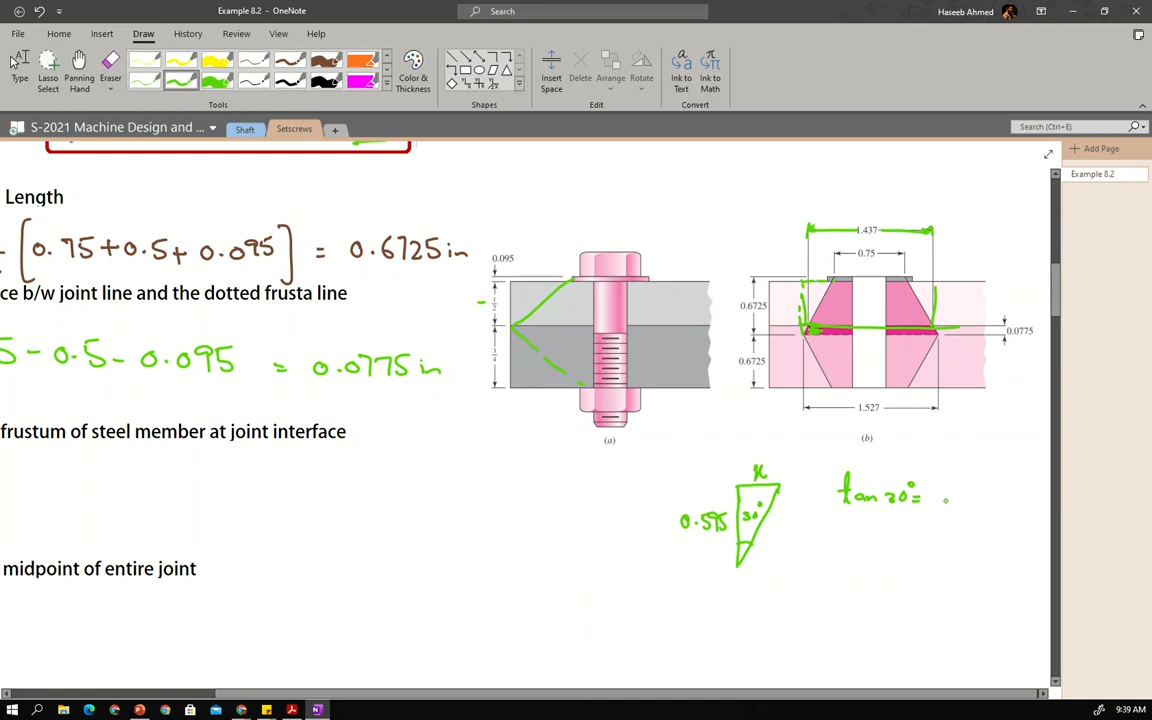 Example 8.2 - OneNote
Search
Haseeb Ahmed
File Home Insert Draw History Review View Help
Type
Lasso Select
Panning Hand
Eraser
Color & Thickness
Insert Space
Delete
Arrange
Rotate
Ink to Text
Ink to Math
Tools
Shapes
Edit
Convert
S-2021 Machine Design and ...
Shaft
Setscrews
Search (Ctrl+E)
Add Page
Example 8.2
Length
[0.75+0.5+0.095] = 0.6725 in
ce b/w joint line and the dotted frusta line
5 - 0.5 - 0.095 = 0.0775 in
frustum of steel member at joint interface
midpoint of entire joint
0.095
1/2
3/4
(a)
1.437
0.75
0.6725
0.0775
0.6725
1.527
(b)
x
0.595
30°
tan 30° =
9:39 AM